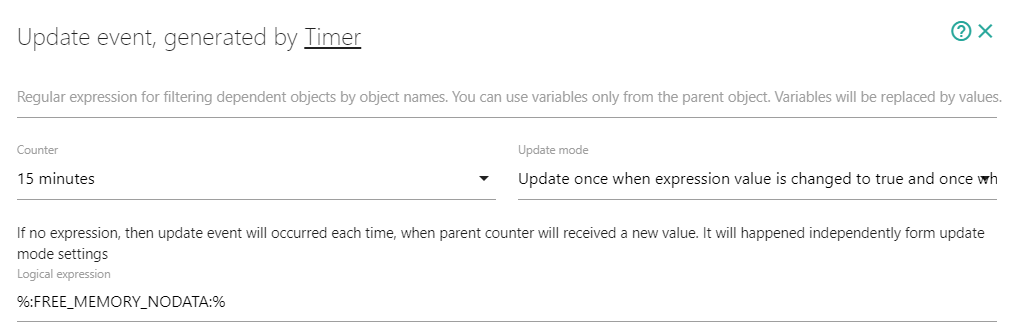 Update event, generated by Timer
Regular expression for filtering dependent objects by object names. You can use variables only from the parent object. Variables will be replaced by values.
Counter
Update mode
15 minutes
Update once when expression value is changed to true and once wh
If no expression, then update event will occurred each time, when parent counter will received a new value. It will happened independently form update
mode settings
Logical expression
%:FREE_MEMORY_NODATA:%